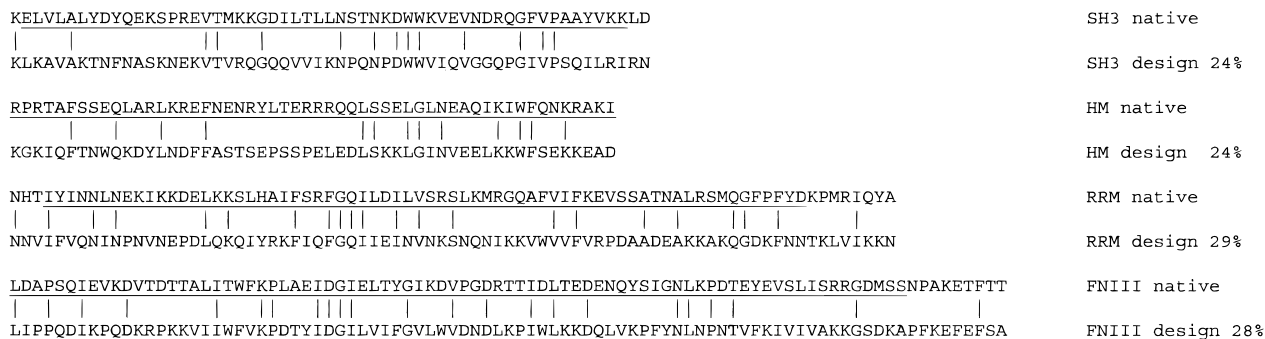 KELVLALYDYQEKSPREVTMKKGDILTLLNSTNKDWWKVEVNDRQGFVPAAYVKKLD SH3 native
KLKAVAKTNFNASKNEKVTVRQGQQVVIKNPQNPDWWVIQVGGQPGIVPSQILRIRN SH3 design 24%
RPRTAFSSEQLARLKREFNENRYLTERRRQQLSSELGLNEAQIKIWFQNKRAKI HM native
KGKIQFTNWQKDYLNDFFASTSEPSSPELEDLSKKLGINVEELKKWFSEKKEAD HM design 24%
NHTIYINNLNEKIKKDELKKSLHAIFSRFGQILDILVSRSLKMRGQAFVIFKEVSSATNALRSMQGFPFYDKPMRIQYA RRM native
NNVIFVQNINPNVNEPDLQKQIYRKFIQFGQIIEINVNKSNQNIKKVWVVFVRPDAADEAKKAKQGDKFNNTKLVIKKN RRM design 29%
LDAPSQIEVKDVTDTTALITWFKPLAEIDGIELTYGIKDVPGDRTTIDLTEDENQYSIGNLKPDTEYEVSLISRRGDMSSNPAKETFTT FNIII native
LIPPQDIKPQDKRPKKVIIWFVKPDTYIDGILVIFGVLWVDNDLKPIWLKKDQLVKPFYNLNPNTVFKIVIVAKKGSDKAPFKEFEFSA FNIII design 28%